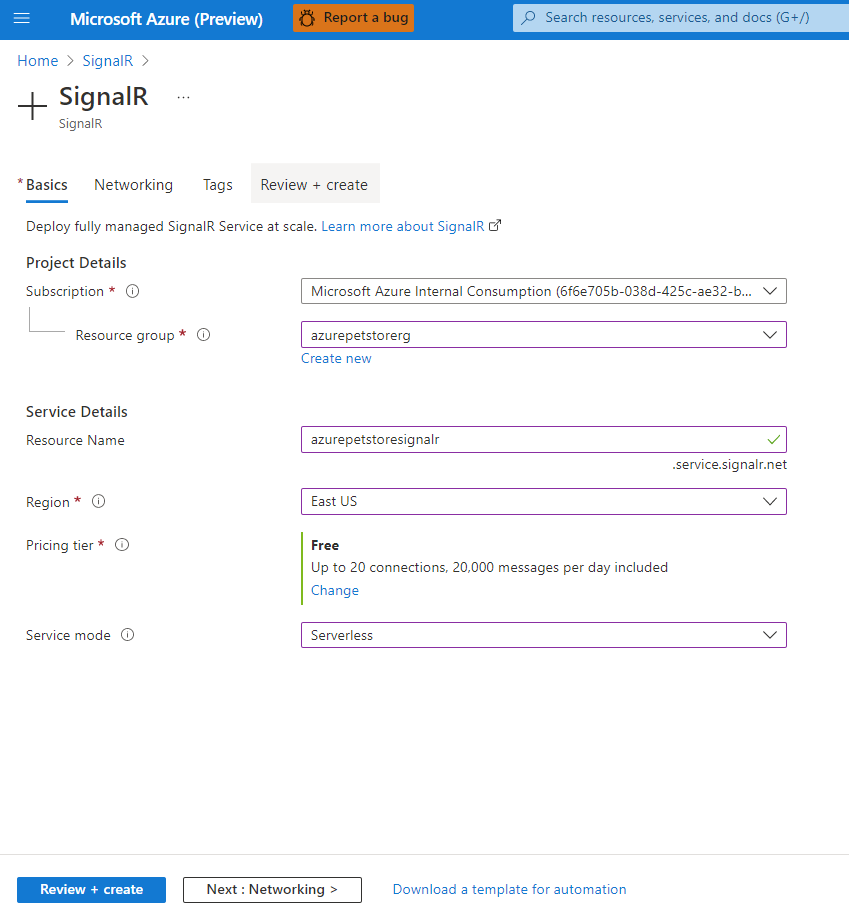 Microsoft Azure (Preview)
Report a bug
Search resources, services, and docs (G+/)
Home > SignalR >
SignalR ...
SignalR
* Basics Networking Tags Review + create
Deploy fully managed SignalR Service at scale. Learn more about SignalR
Project Details
Subscription * Microsoft Azure Internal Consumption (6f6e705b-038d-425c-ae32-b...
Resource group * azurepetstorerg
Create new
Service Details
Resource Name azurepetstoresignalr
.service.signalr.net
Region * East US
Pricing tier * Free
Up to 20 connections, 20,000 messages per day included
Change
Service mode Serverless
Review + create Next : Networking > Download a template for automation